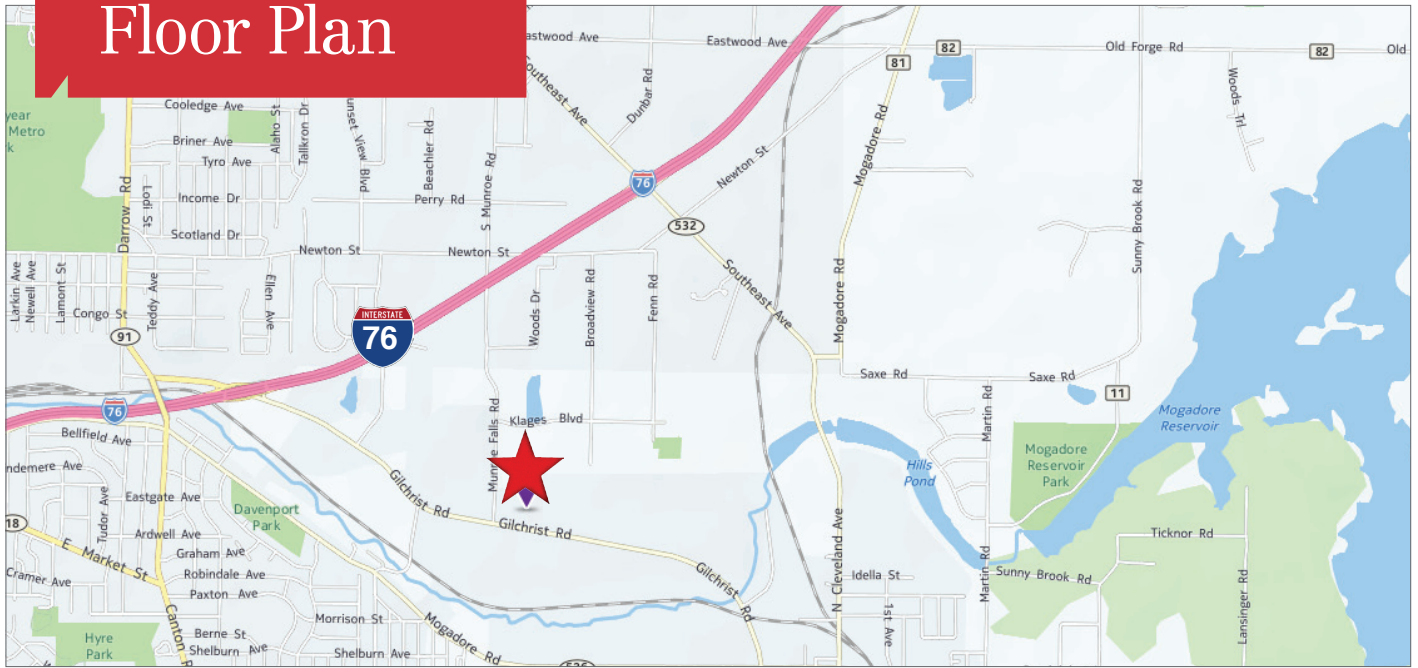 Floor Plan
astwood Ave
Eastwood Ave
82
Old Forge Rd
82
Old
81
Southeast Ave
Dunbar Rd
Woods Trl
year
Metro
k
Cooledge Ave
Briner Ave
Tyro Ave
Income Dr
Scotland Dr
Alaho St
Tallkron Dr
unset View Blvd
Beachler Rd
S Munroe Rd
Perry Rd
Darrow Rd
Lodi St
76
Newton St
Mogadore Rd
532
Newton St
Newton St
Southeast Ave
Sunny Brook Rd
Larkin Ave
Newell Ave
Lamont St
Teddy Ave
Ellen Ave
Congo St
91
INTERSTATE
76
Woods Dr
Broadview Rd
Fenn Rd
Mogadore Rd
Saxe Rd
Saxe Rd
11
Martin Rd
76
Bellfield Ave
Klages Blvd
Munroe Falls Rd
Mogadore
Reservoir
Mogadore
Reservoir
Park
Hills
Pond
ndemere Ave
Eastgate Ave
Tudor Ave
Davenport
Park
Gilchrist Rd
Gilchrist Rd
Gilchrist Rd
18
E Market St
Ardwell Ave
Graham Ave
Robindale Ave
Paxton Ave
Cramer Ave
Canton R
Morrison St
Berne St
Shelburn Ave
Shelburn Ave
Hyre
Park
Mogadore Rd
N Cleveland Ave
Idella St
1st Ave
Martin Rd
Sunny Brook Rd
Ticknor Rd
Lansinger Rd